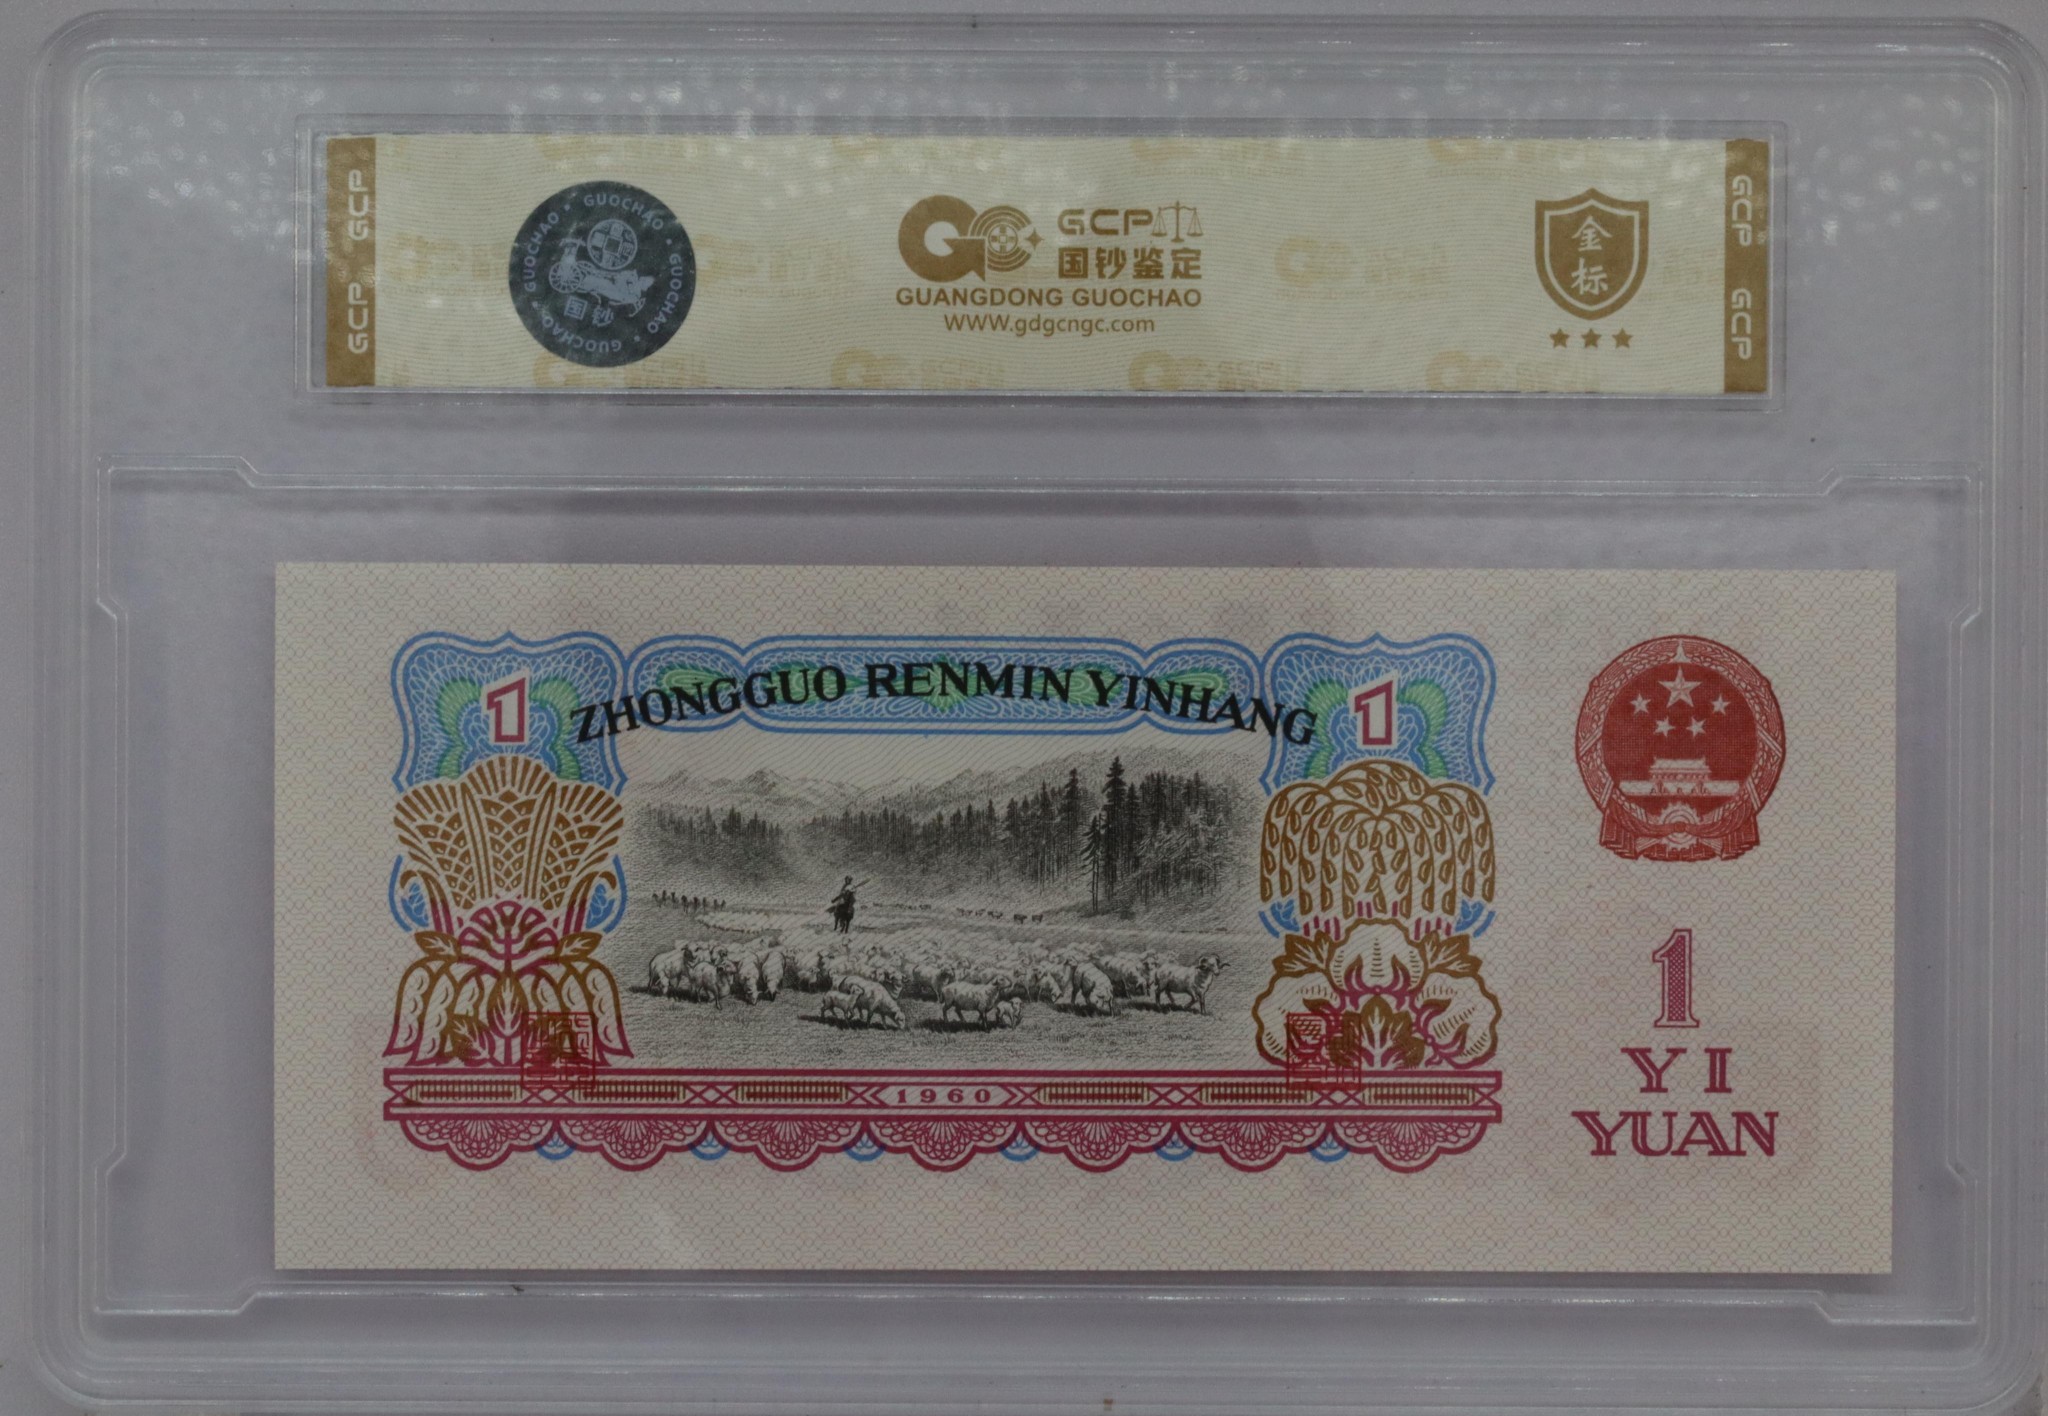 GCP GCP
GUOCHAO • GUOCHAO • GUOCHAO • GUOCHAO
国钞
GCP
国钞鉴定
GUANGDONG GUOCHAO
WWW.gdgcngc.com
金标
GCP GCP
ZHONGGUO RENMIN YINHANG
1
1
1960
1
YI
YUAN